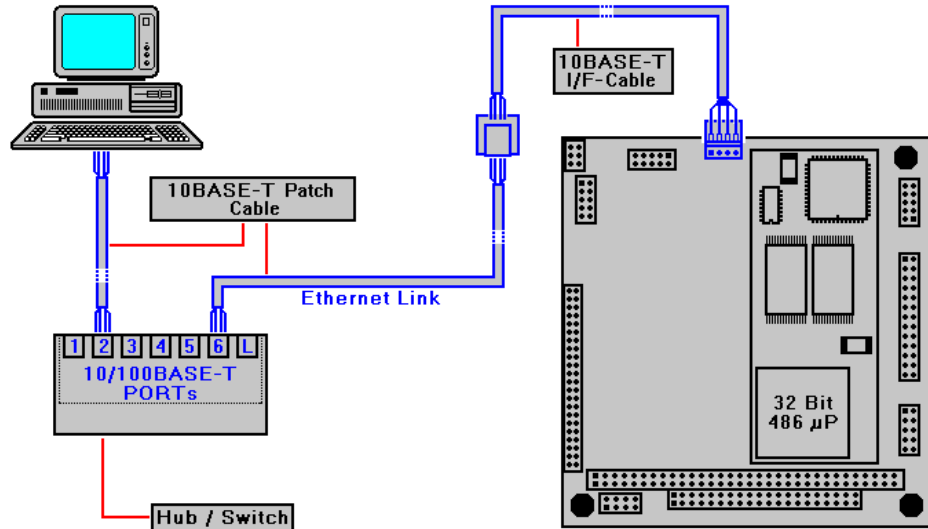 10BASE-T
I/F-Cable
10BASE-T Patch
Cable
Ethernet Link
1 2 3 4 5 6 L
10/100BASE-T
PORTs
32 Bit
486 µP
Hub / Switch